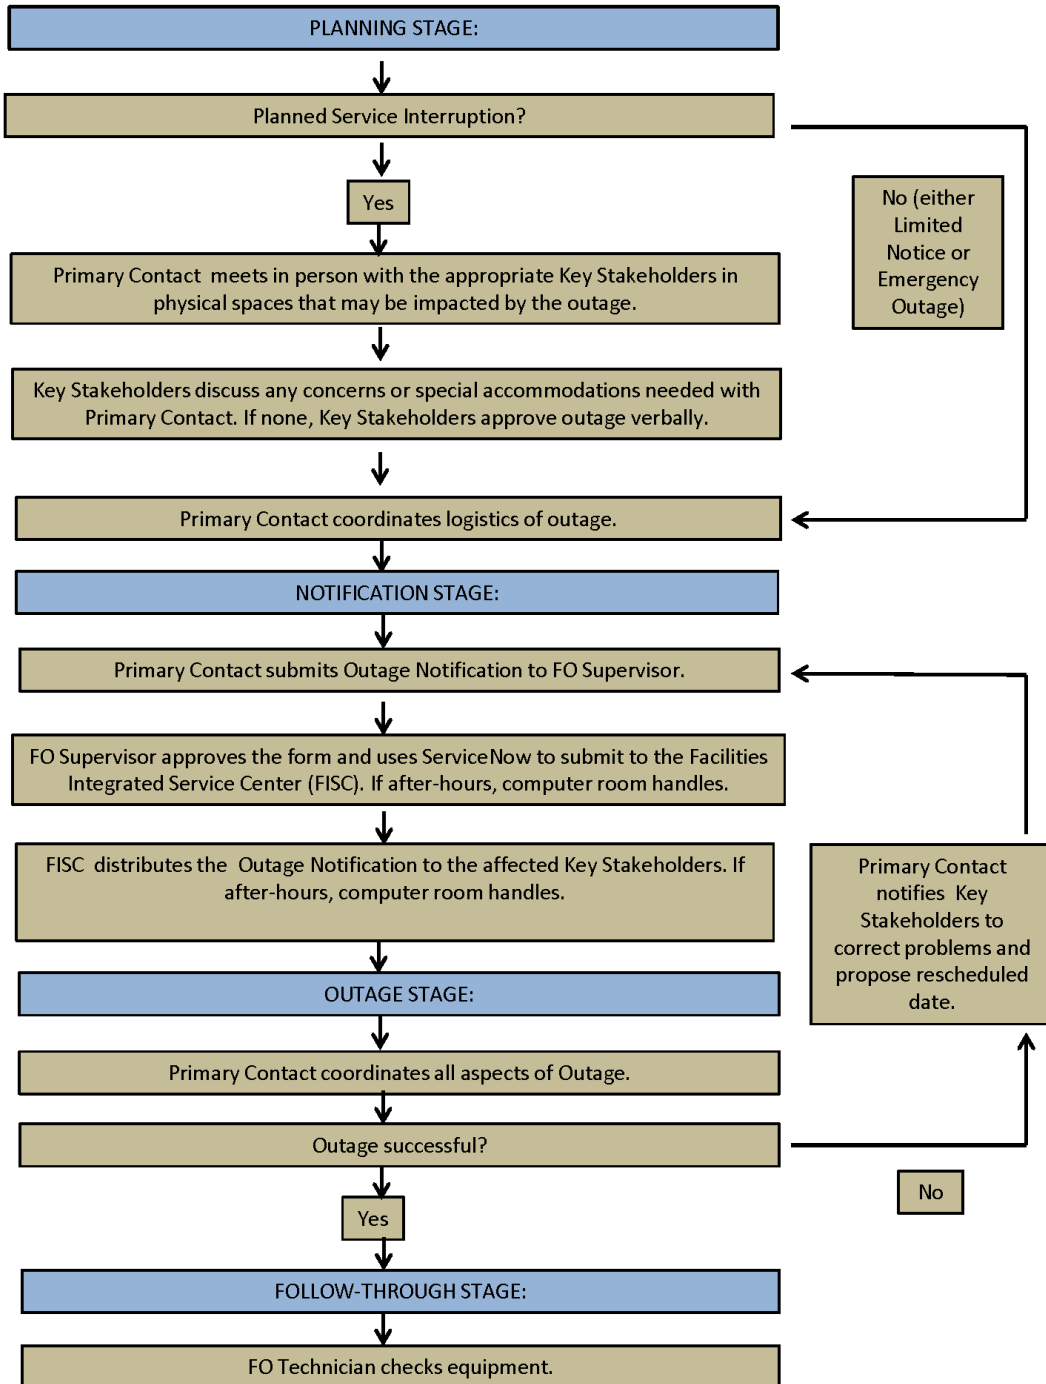 PLANNING STAGE:
Planned Service Interruption?
Yes
No (either
Limited
Notice or
Emergency
Outage)
Primary Contact meets in person with the appropriate Key Stakeholders in
physical spaces that may be impacted by the outage.
Key Stakeholders discuss any concerns or special accommodations needed with
Primary Contact. If none, Key Stakeholders approve outage verbally.
Primary Contact coordinates logistics of outage.
NOTIFICATION STAGE:
Primary Contact submits Outage Notification to FO Supervisor.
FO Supervisor approves the form and uses ServiceNow to submit to the Facilities
Integrated Service Center (FISC). If after-hours, computer room handles.
FISC distributes the Outage Notification to the affected Key Stakeholders. If
after-hours, computer room handles.
Primary Contact
notifies Key
Stakeholders to
correct problems and
propose rescheduled
date.
OUTAGE STAGE:
Primary Contact coordinates all aspects of Outage.
Outage successful?
No
Yes
FOLLOW-THROUGH STAGE:
FO Technician checks equipment.